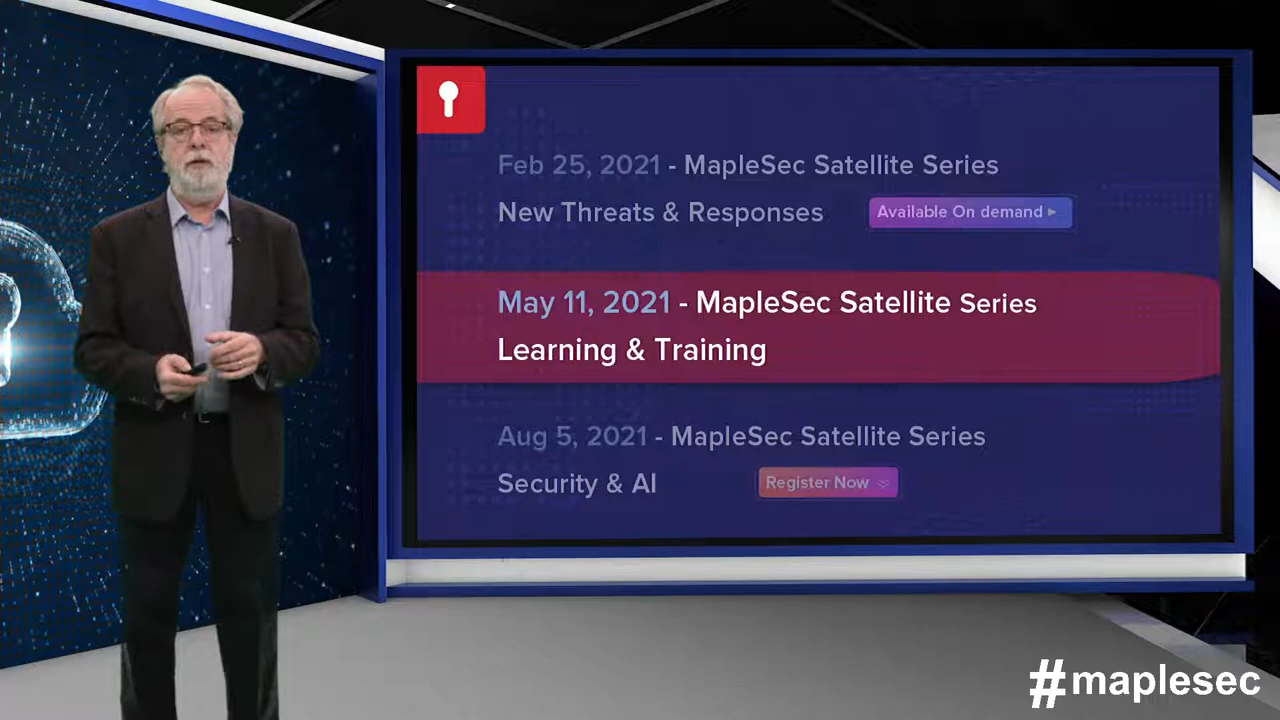 Feb 25, 2021 - MapleSec Satellite Series
New Threats & Responses Available On demand
May 11, 2021 - MapleSec Satellite Series
Learning & Training
Aug 5, 2021 - MapleSec Satellite Series
Security & AI Register Now
#maplesec